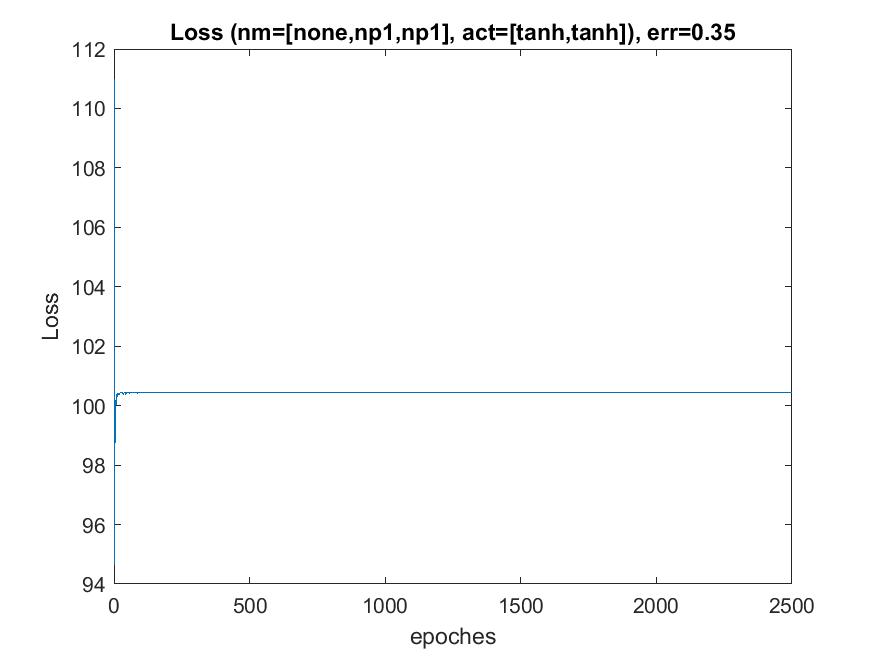 Loss (nm=[none,np1,np1], act=[tanh,tanh]), err=0.35
112
110
108
106
104
102
100
98
96
94
Loss
0 500 1000 1500 2000 2500
epoches